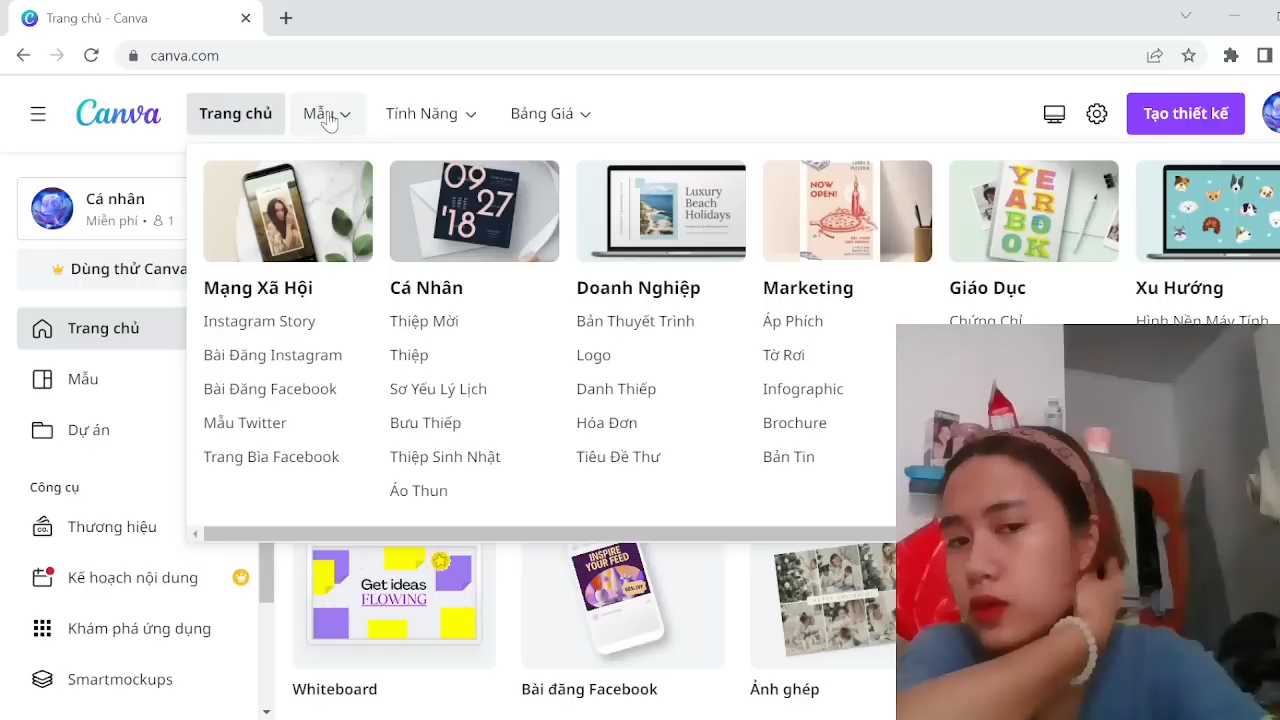 Trang chủ - Canva
canva.com
Canva
Trang chủ
Mẫu
Tính Năng
Bảng Giá
Tạo thiết kế
Cá nhân
Miễn phí • 1
Dùng thử Canva
Trang chủ
Mẫu
Dự án
Công cụ
Thương hiệu
Kế hoạch nội dung
Khám phá ứng dụng
Smartmockups
09
27
'18
Luxury
Beach
Holidays
NOW
OPEN!
YE
AR
BO
OK
Mạng Xã Hội
Instagram Story
Bài Đăng Instagram
Bài Đăng Facebook
Mẫu Twitter
Trang Bìa Facebook
Cá Nhân
Thiệp Mời
Thiệp
Sơ Yếu Lý Lịch
Bưu Thiếp
Thiệp Sinh Nhật
Áo Thun
Doanh Nghiệp
Bản Thuyết Trình
Logo
Danh Thiếp
Hóa Đơn
Tiêu Đề Thư
Marketing
Áp Phích
Tờ Rơi
Infographic
Brochure
Bản Tin
Giáo Dục
Chứng Chỉ
Xu Hướng
Hình Nền Máy Tính
Get ideas
FLOWING
INSPIRE
YOUR FEED
Whiteboard
Bài đăng Facebook
Ảnh ghép